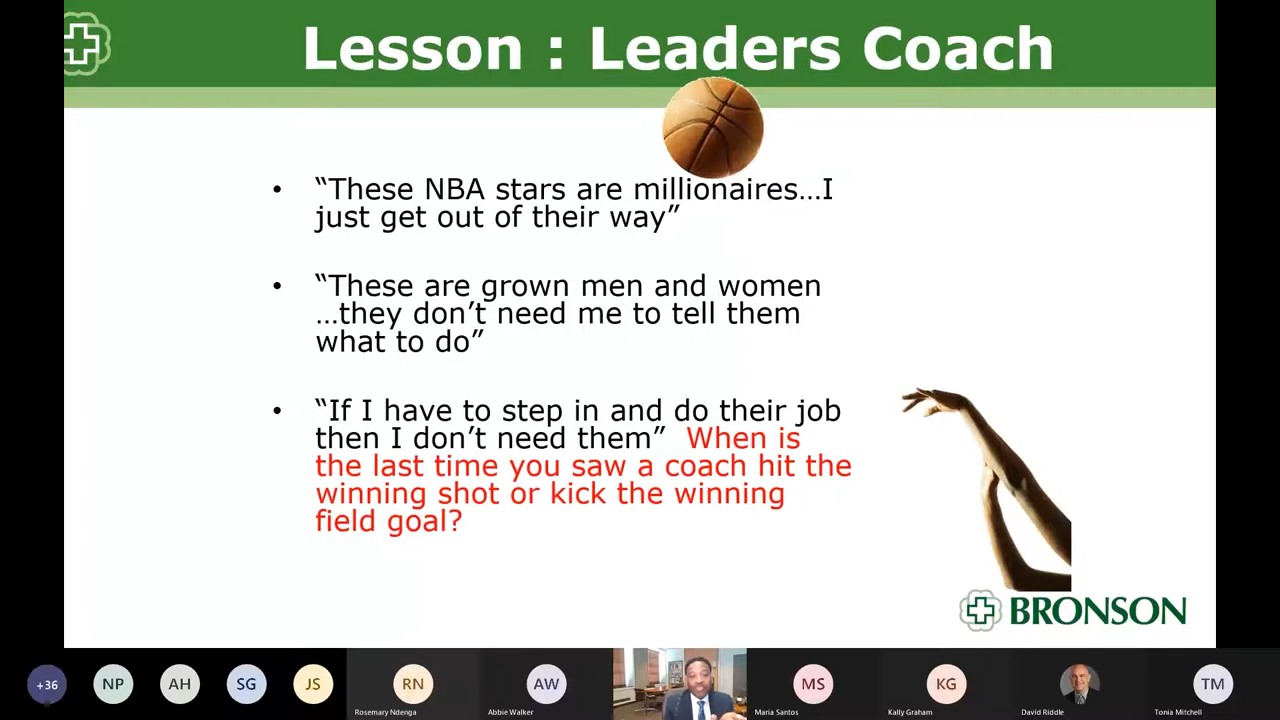 Lesson : Leaders Coach
• “These NBA stars are millionaires…I
just get out of their way”
• “These are grown men and women
…they don’t need me to tell them
what to do”
• “If I have to step in and do their job
then I don’t need them” When is
the last time you saw a coach hit the
winning shot or kick the winning
field goal?
BRONSON
+36
NP
AH
SG
JS
RN
AW
MS
KG
TM
Rosemary Ndenga
Abbie Walker
Maria Santos
Kally Graham
David Riddle
Tonia Mitchell